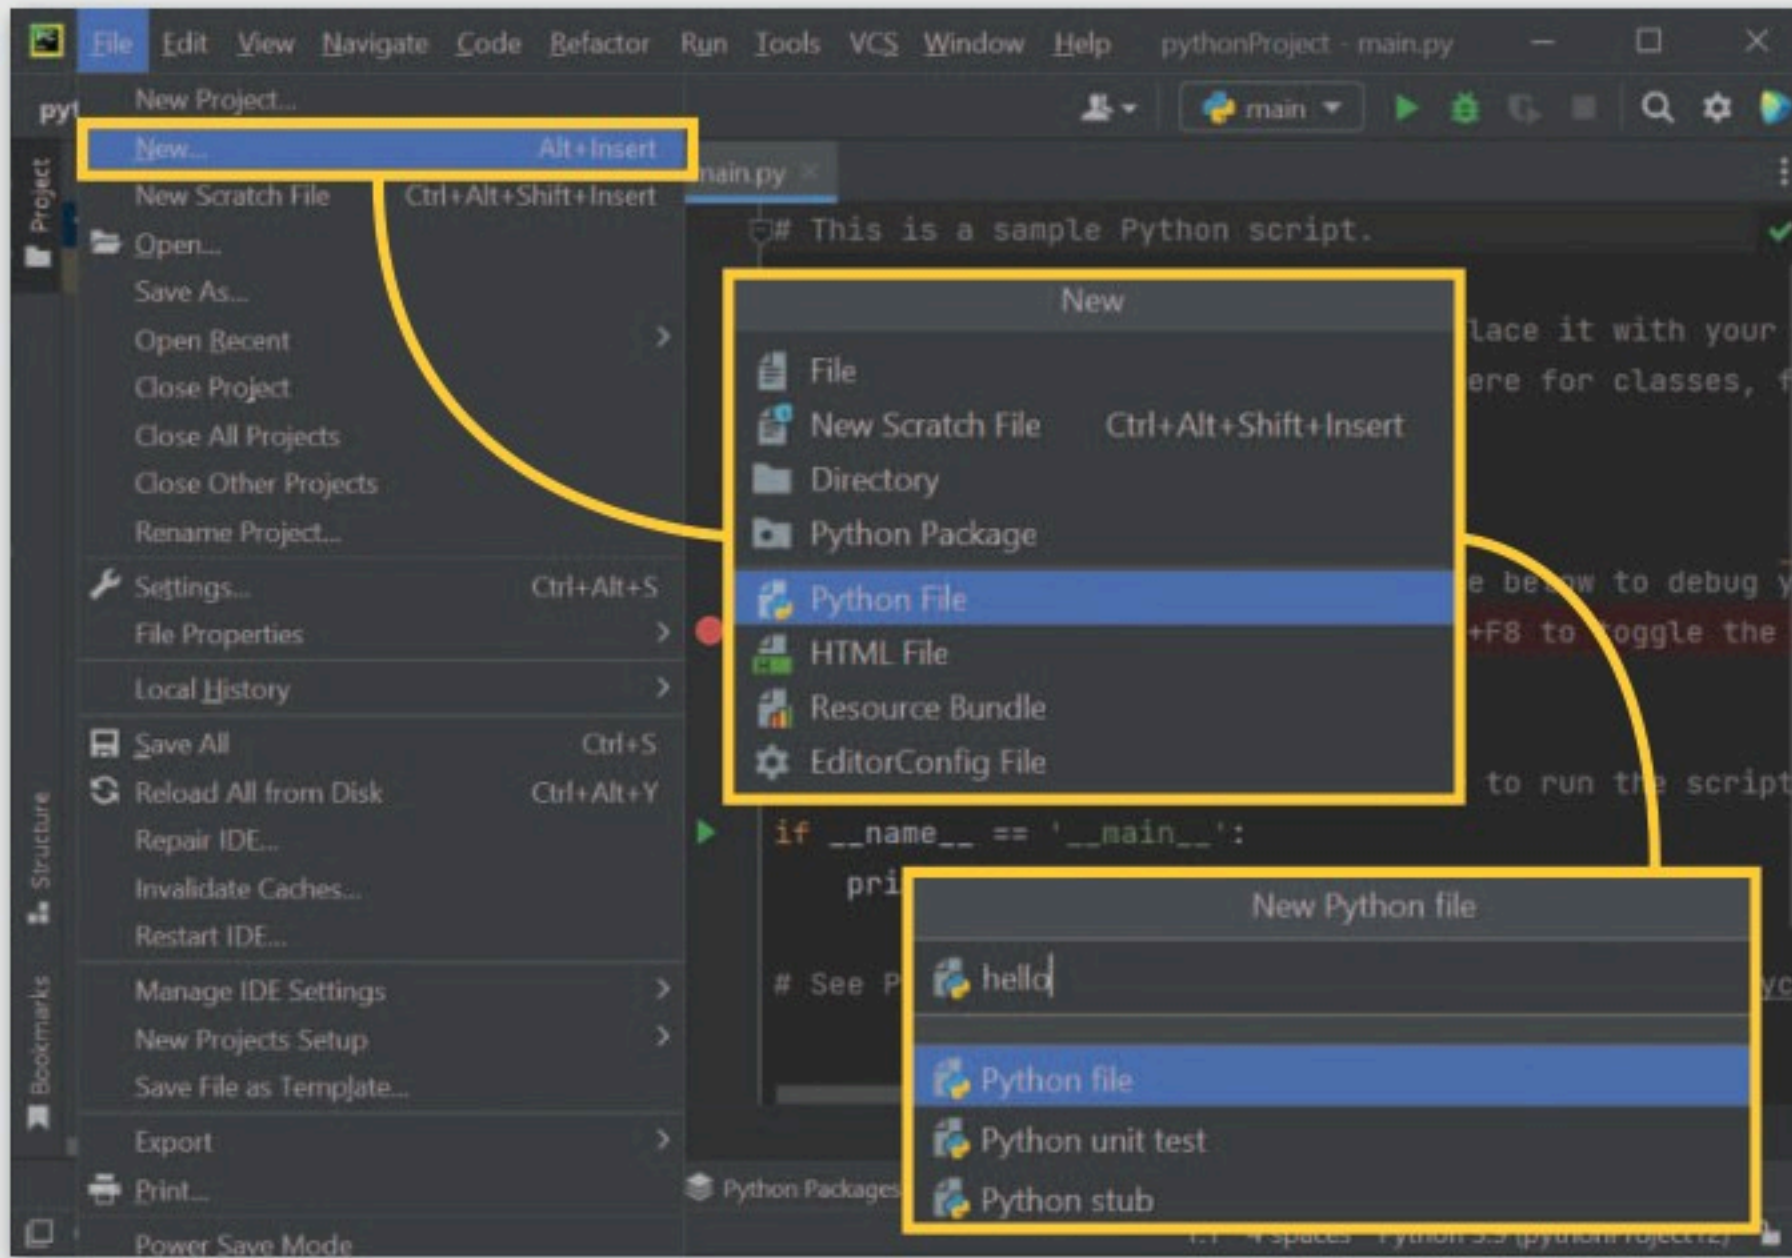 File Edit View Navigate Code Refactor Run Tools VCS Window Help pythonProject - main.py
pyt
main
New Project...
New... Alt+Insert
New Scratch File Ctrl+Alt+Shift+Insert
Open...
Save As...
Open Recent
Close Project
Close All Projects
Close Other Projects
Rename Project...
Settings... Ctrl+Alt+S
File Properties
Local History
Save All Ctrl+S
Reload All from Disk Ctrl+Alt+Y
Repair IDE...
Invalidate Caches...
Restart IDE...
Manage IDE Settings
New Projects Setup
Save File as Template...
Export
Print...
Power Save Mode
Project
Structure
Bookmarks
main.py
# This is a sample Python script.
lace it with your
ere for classes, f
e below to debug y
+F8 to toggle the
to run the script
if __name__ == '__main__':
pri
# See P
yc
New
File
New Scratch File Ctrl+Alt+Shift+Insert
Directory
Python Package
Python File
HTML File
Resource Bundle
EditorConfig File
New Python file
hello
Python file
Python unit test
Python stub
Python Packages
4 spaces